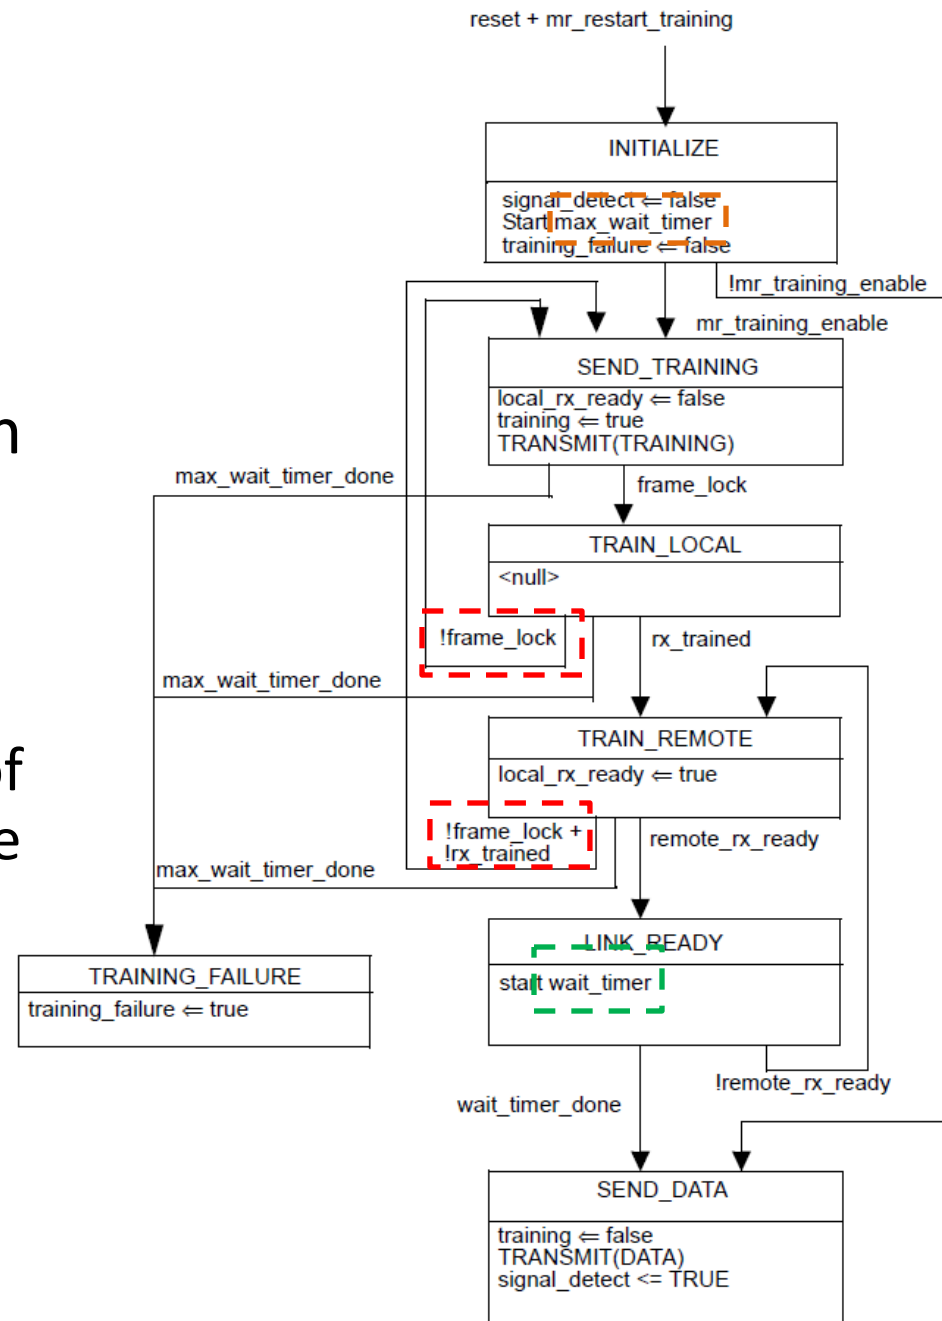 reset + mr_restart_training
INITIALIZE
signal_detect ⇐ false
Start max_wait_timer
training_failure ⇐ false
!mr_training_enable
mr_training_enable
SEND_TRAINING
local_rx_ready ⇐ false
training ⇐ true
TRANSMIT(TRAINING)
n
max_wait_timer_done
frame_lock
TRAIN_LOCAL
<null>
!frame_lock
rx_trained
max_wait_timer_done
TRAIN_REMOTE
local_rx_ready ⇐ true
of
e
!frame_lock +
!rx_trained
remote_rx_ready
max_wait_timer_done
LINK_READY
start wait_timer
TRAINING_FAILURE
training_failure ⇐ true
!remote_rx_ready
wait_timer_done
SEND_DATA
training ⇐ false
TRANSMIT(DATA)
signal_detect <= TRUE